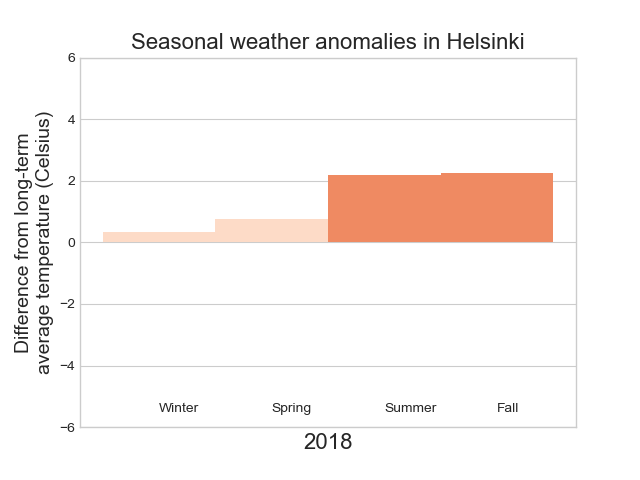 Seasonal weather anomalies in Helsinki
Difference from long-term
average temperature (Celsius)
6
4
2
0
−2
−4
−6
Winter Spring Summer Fall
2018